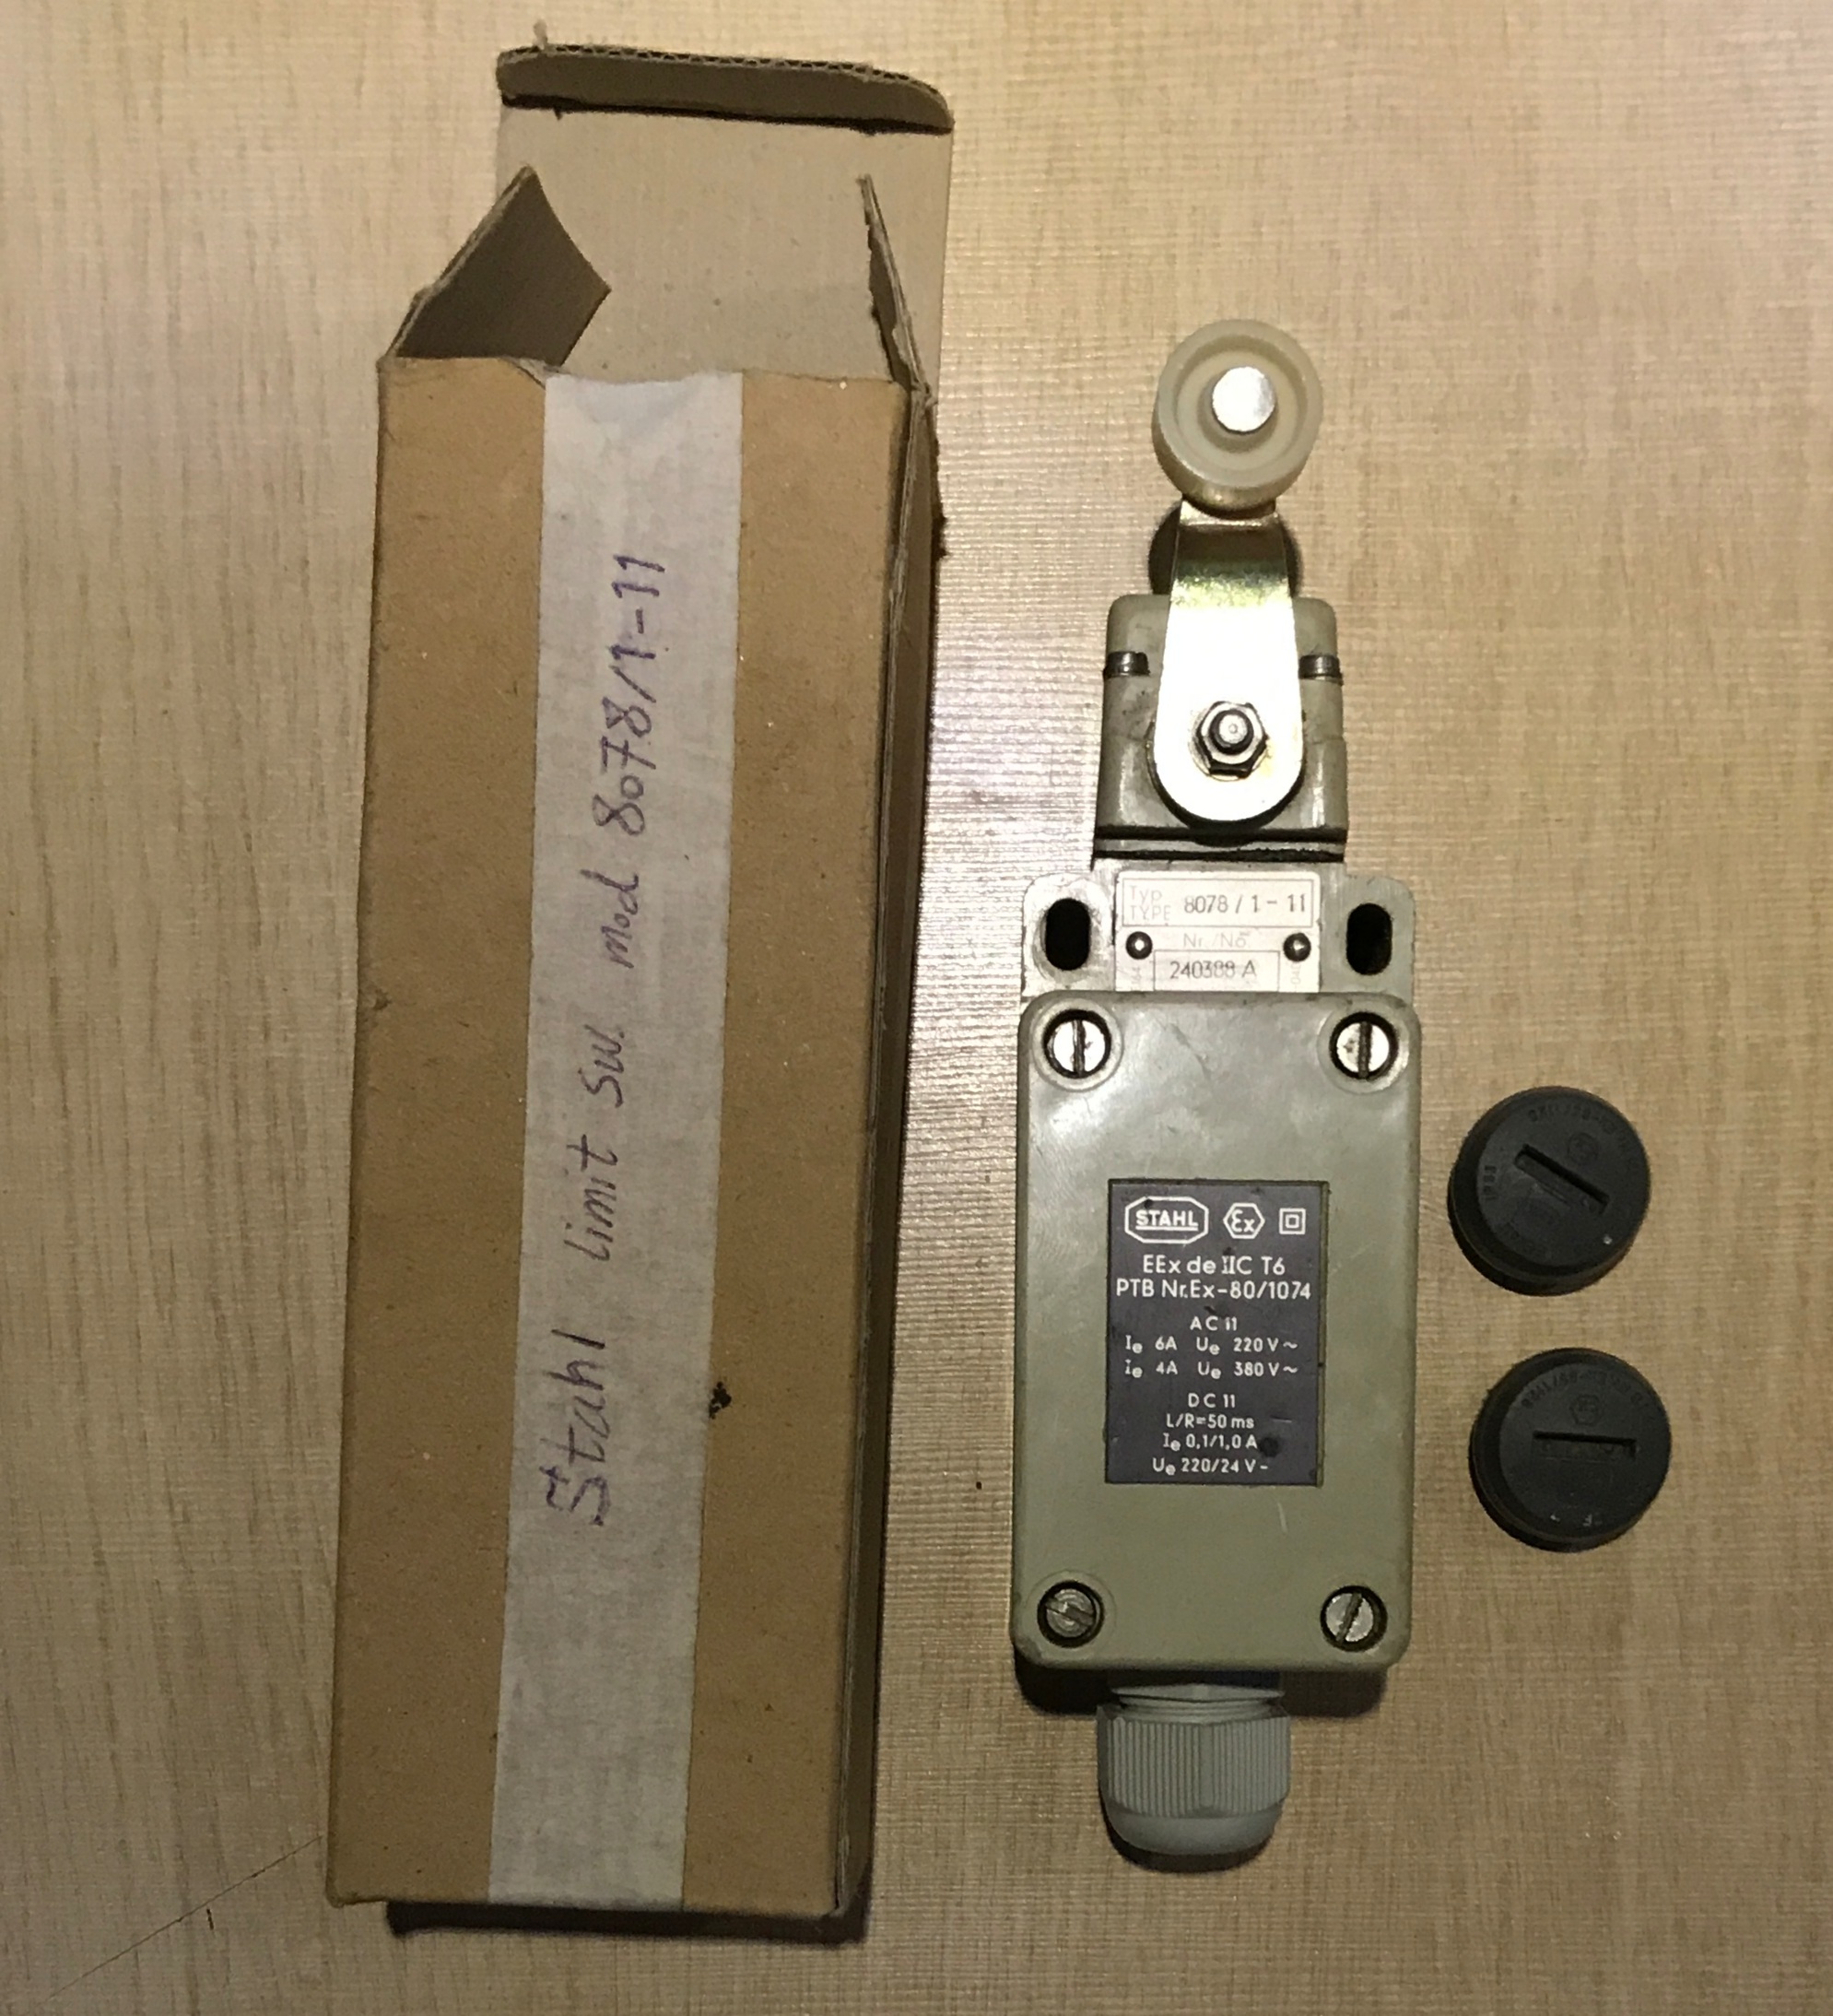 Stahl limit sw. mod 8078/1-11
TYP
TYPE 8078 / 1 - 11
Nr./No.
240388 A
STAHL Ex
EEx de IIC T6
PTB Nr.Ex-80/1074
AC 11
Ie 6A Ue 220 V ~
Ie 4A Ue 380 V ~
DC 11
L/R=50 ms
Ie 0,1/1,0 A
Ue 220/24 V -